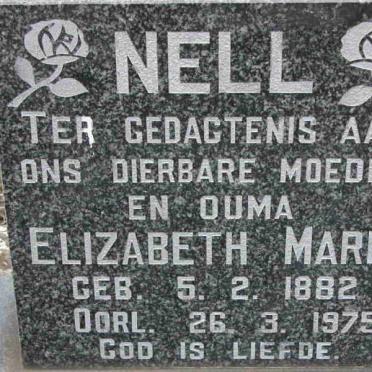 NELL
TER GEDAGTENIS AA
ONS DIERBARE MOED
EN OUMA
ELIZABETH MAR
GEB. 5. 2. 1882
OORL. 26. 3. 1975
GOD IS LIEFDE.